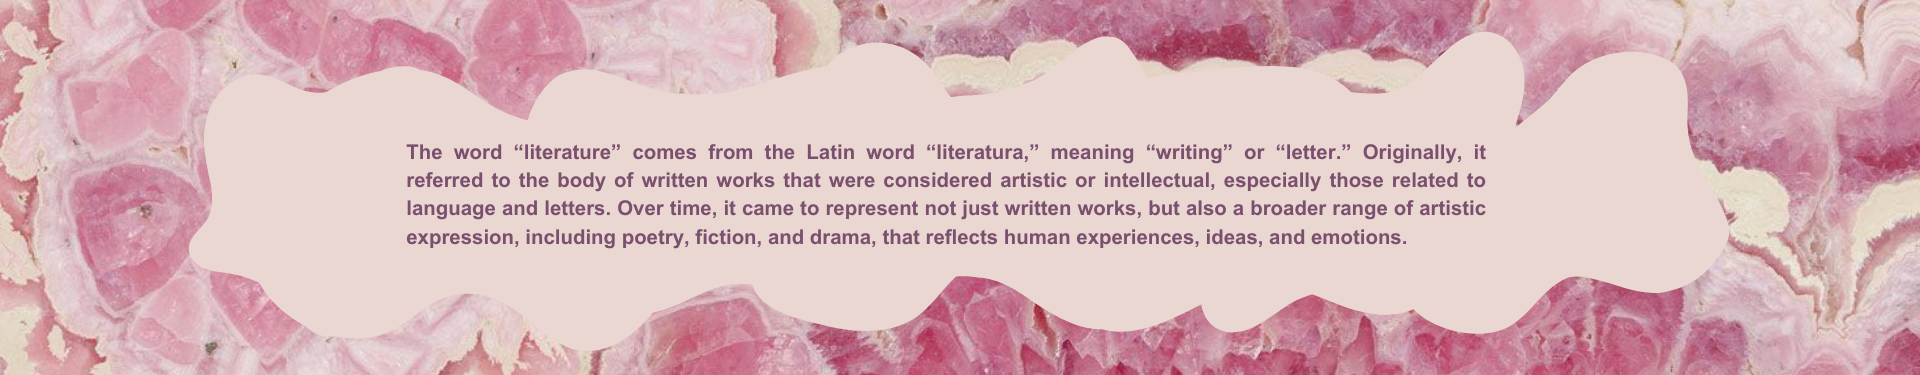 The word “literature” comes from the Latin word “literatura,” meaning “writing” or “letter.” Originally, it
referred to the body of written works that were considered artistic or intellectual, especially those related to
language and letters. Over time, it came to represent not just written works, but also a broader range of artistic
expression, including poetry, fiction, and drama, that reflects human experiences, ideas, and emotions.